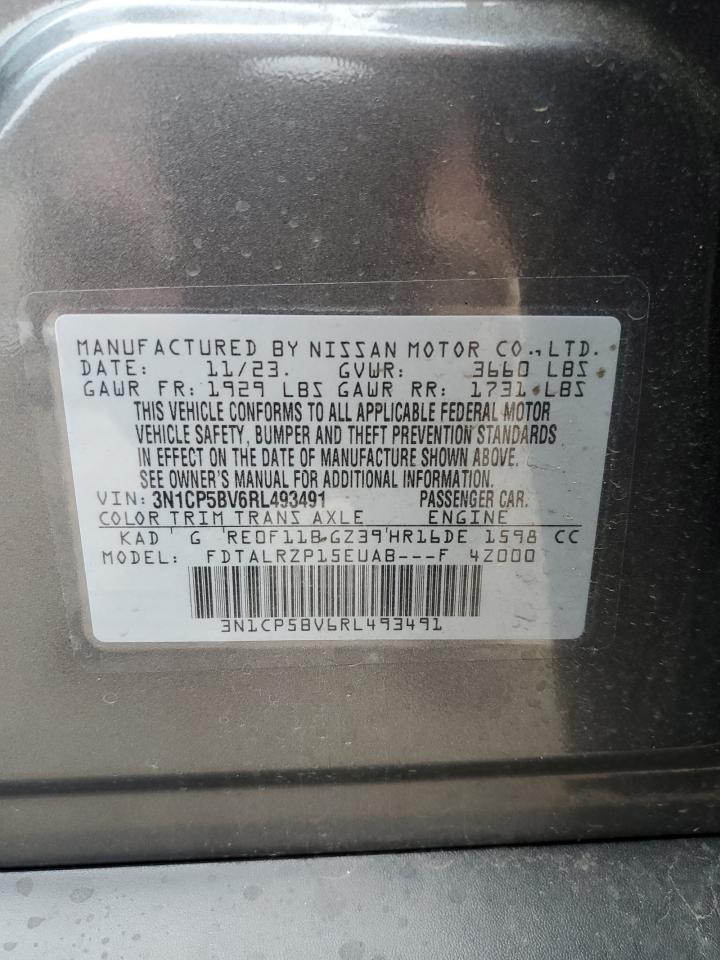 MANUFACTURED BY NISSAN MOTOR CO., LTD.
DATE: 11/23. GVWR: 3660 LBS
GAWR FR: 1929 LBS GAWR RR: 1731 LBS
THIS VEHICLE CONFORMS TO ALL APPLICABLE FEDERAL MOTOR
VEHICLE SAFETY, BUMPER AND THEFT PREVENTION STANDARDS
IN EFFECT ON THE DATE OF MANUFACTURE SHOWN ABOVE.
SEE OWNER'S MANUAL FOR ADDITIONAL INFORMATION.
VIN: 3N1CP5BV6RL493491 PASSENGER CAR.
COLOR TRIM TRANS AXLE ENGINE
KAD G RE0F11B GZ39 HR16DE 1598 CC
MODEL: FDTALRZP15EUAB---F 4Z000
3N1CP5BV6RL493491